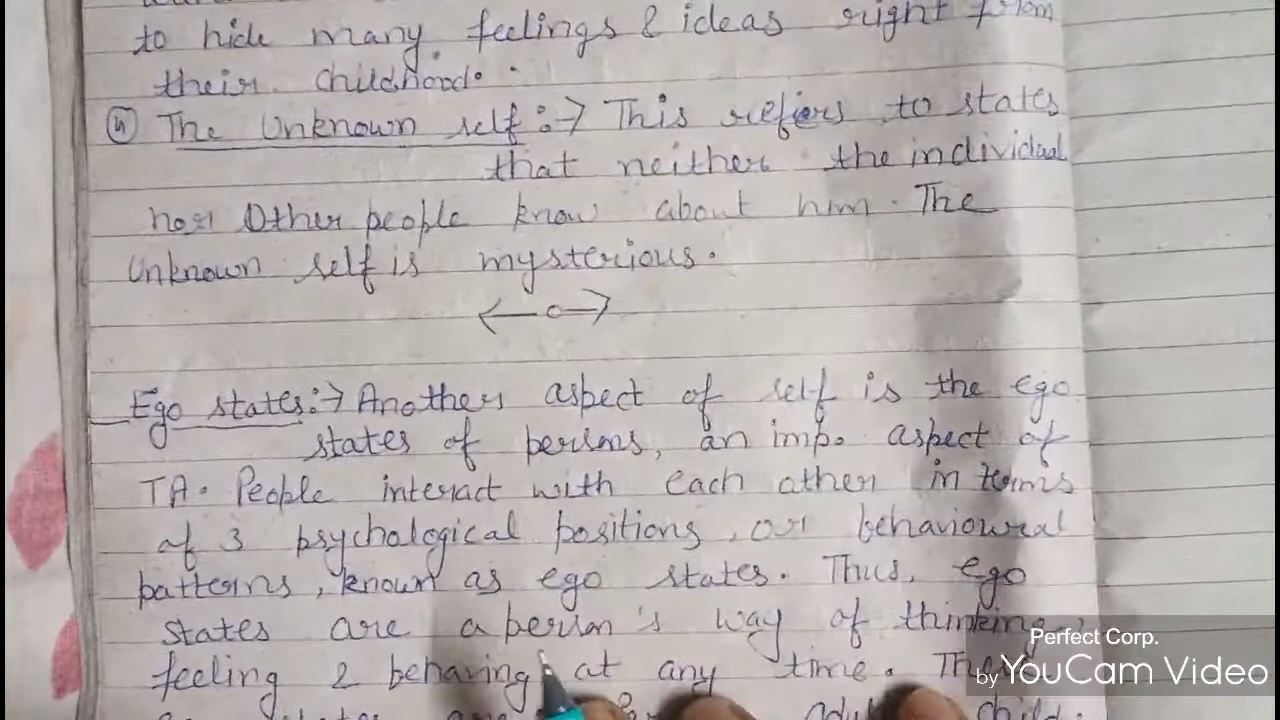 to hide many feelings & ideas right from
their childhood.
④ The Unknown self :→ This refers to states
that neither the individual
nor Other people know about him. The
Unknown self is mysterious.
Ego states :→ Another aspect of self is the ego
states of persons, an imp. aspect of
TA. People interact with each other in terms
of 3 psychological positions, or behavioural
patterns, known as ego states. Thus, ego
states are a person's way of thinking,
feeling & behaving at any time. These
adult child.
Perfect Corp.
by YouCam Video